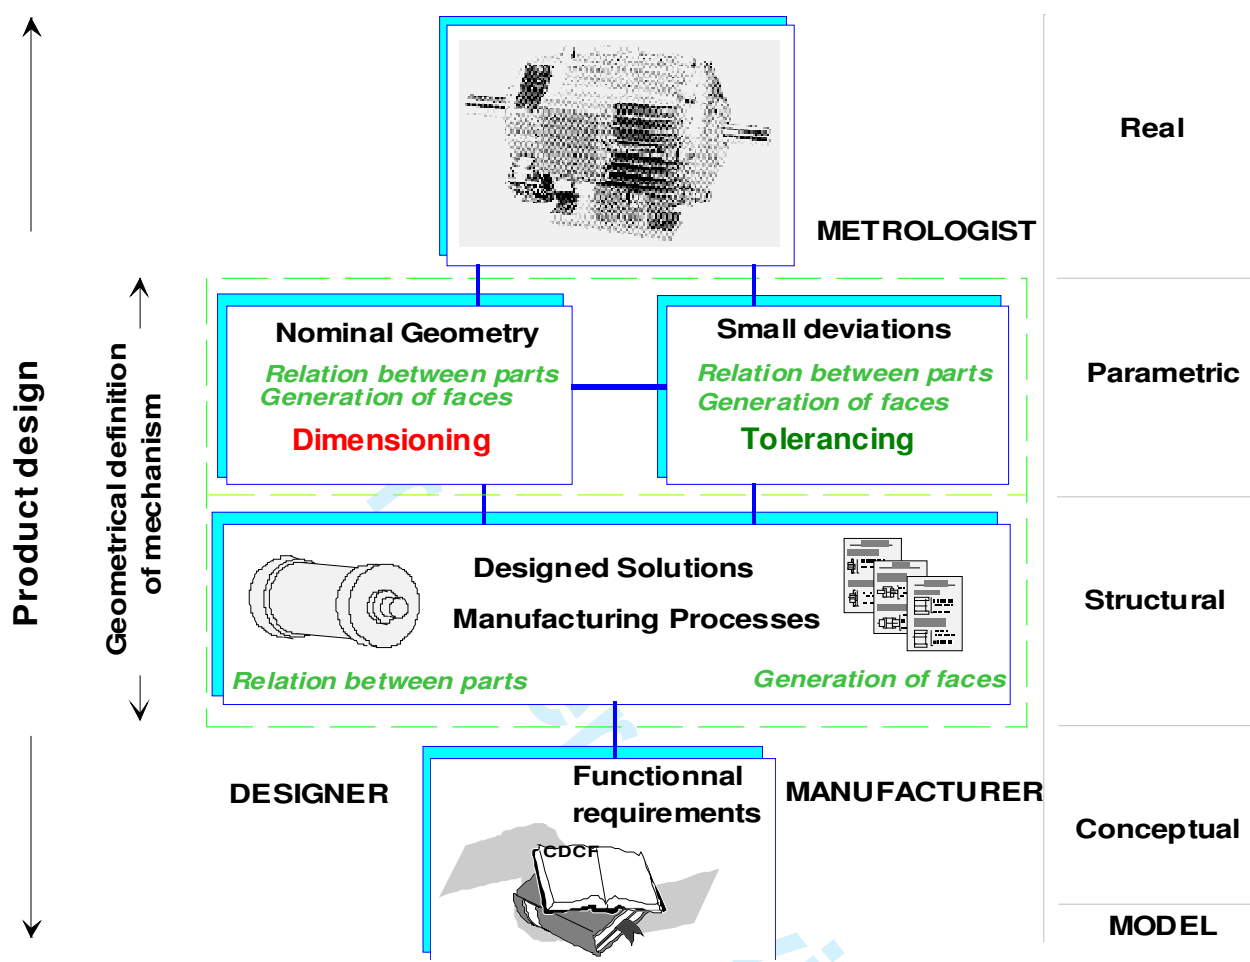 Real
METROLOGIST
Product design
Geometrical definition
of mechanism
Nominal Geometry
Relation between parts
Generation of faces
Dimensioning
Small deviations
Relation between parts
Generation of faces
Tolerancing
Parametric
Designed Solutions
Manufacturing Processes
Relation between parts
Generation of faces
Structural
DESIGNER
Functionnal
requirements
MANUFACTURER
CDCF
Conceptual
MODEL